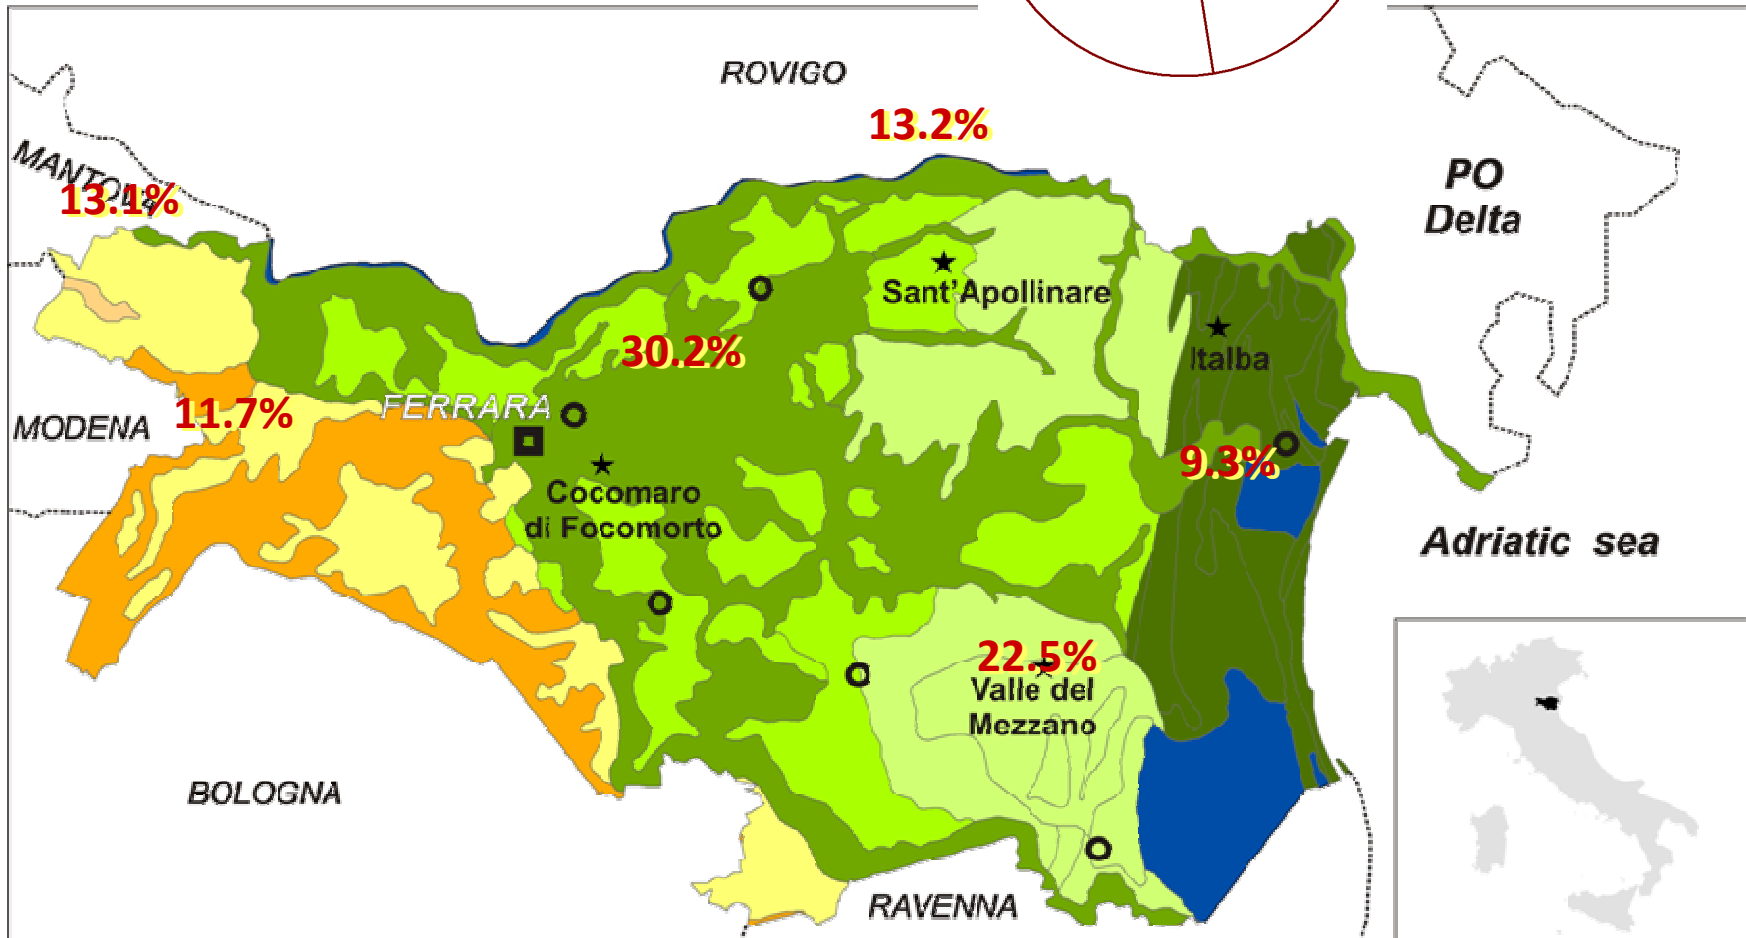 ROVIGO
13.2%
MANTOVA
13.1%
PO
Delta
Sant'Apollinare
Italba
30.2%
FERRARA
11.7%
MODENA
9.3%
Cocomaro
di Focomorto
Adriatic sea
22.5%
Valle del
Mezzano
BOLOGNA
RAVENNA